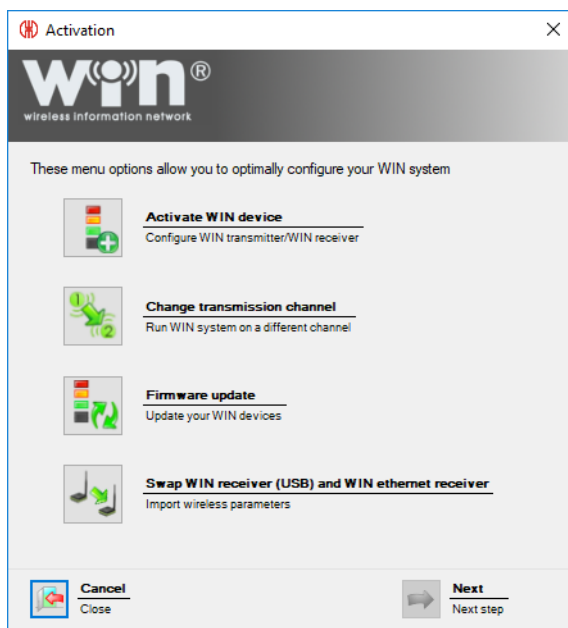 Activation
WIN®
wireless information network
These menu options allow you to optimally configure your WIN system
Activate WIN device
Configure WIN transmitter/WIN receiver
1
2
Change transmission channel
Run WIN system on a different channel
Firmware update
Update your WIN devices
Swap WIN receiver (USB) and WIN ethernet receiver
Import wireless parameters
Cancel
Close
Next
Next step